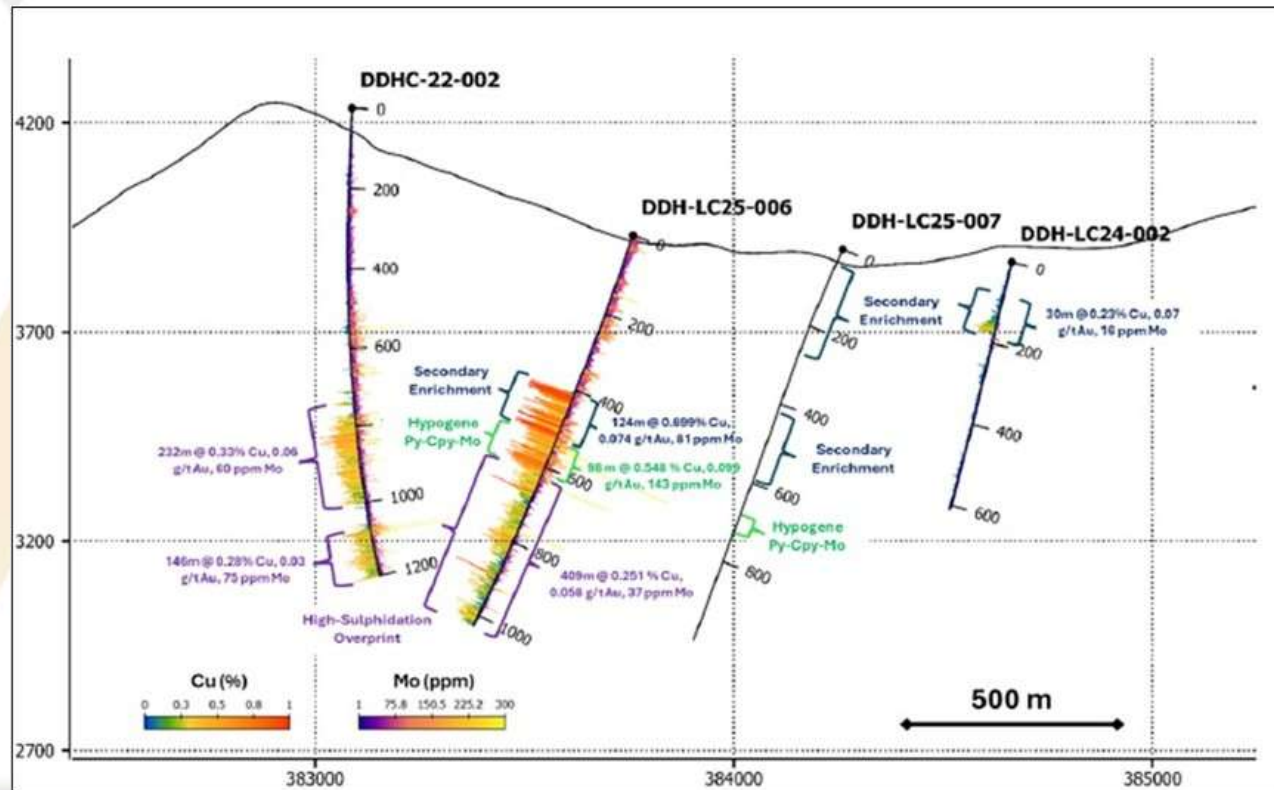 DDHC-22-002
0
200
400
600
1000
1200
DDH-LC25-006
0
200
400
500
800
1000
DDH-LC25-007
0
200
400
600
800
DDH-LC24-002
0
200
400
600
4200
3700
3200
2700
383000
384000
385000
232m @ 0.33% Cu, 0.06
g/t Au, 60 ppm Mo
146m @ 0.28% Cu, 0.03
g/t Au, 75 ppm Mo
Secondary
Enrichment
Hypogene
Py-Cpy-Mo
High-Sulphidation
Overprint
124m @ 0.699% Cu,
0.074 g/t Au, 81 ppm Mo
98m @ 0.548 % Cu, 0.099
g/t Au, 143 ppm Mo
409m @ 0.251 % Cu,
0.058 g/t Au, 37 ppm Mo
Secondary
Enrichment
Secondary
Enrichment
Hypogene
Py-Cpy-Mo
30m @ 0.23% Cu, 0.07
g/t Au, 16 ppm Mo
Cu (%)
0 0.3 0.5 0.8 1
Mo (ppm)
1 75.8 150.5 225.2 300
500 m